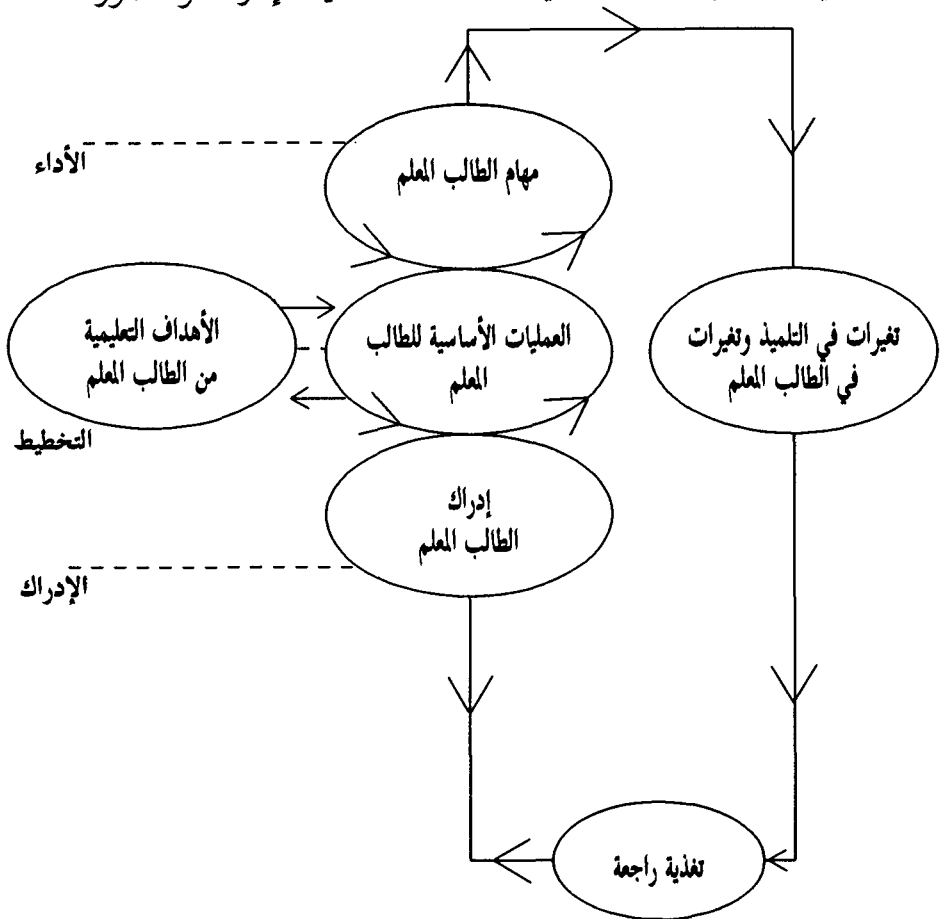 مهام الطالب المعلم
الأداء
الأهداف التعليمية
من الطالب المعلم
العمليات الأساسية للطالب
المعلم
تغيرات في التلميذ وتغيرات
في الطالب المعلم
التخطيط
إدراك
الطالب المعلم
الإدراك
تغذية راجعة